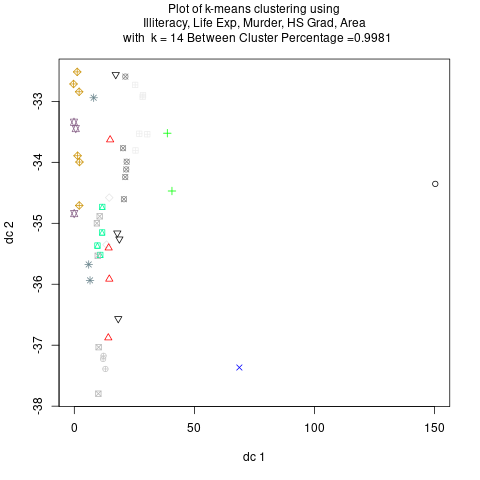 Plot of k-means clustering using
Illiteracy, Life Exp, Murder, HS Grad, Area
with k = 14 Between Cluster Percentage =0.9981
-33
-34
-35
-36
-37
-38
dc 2
0
50
100
150
dc 1